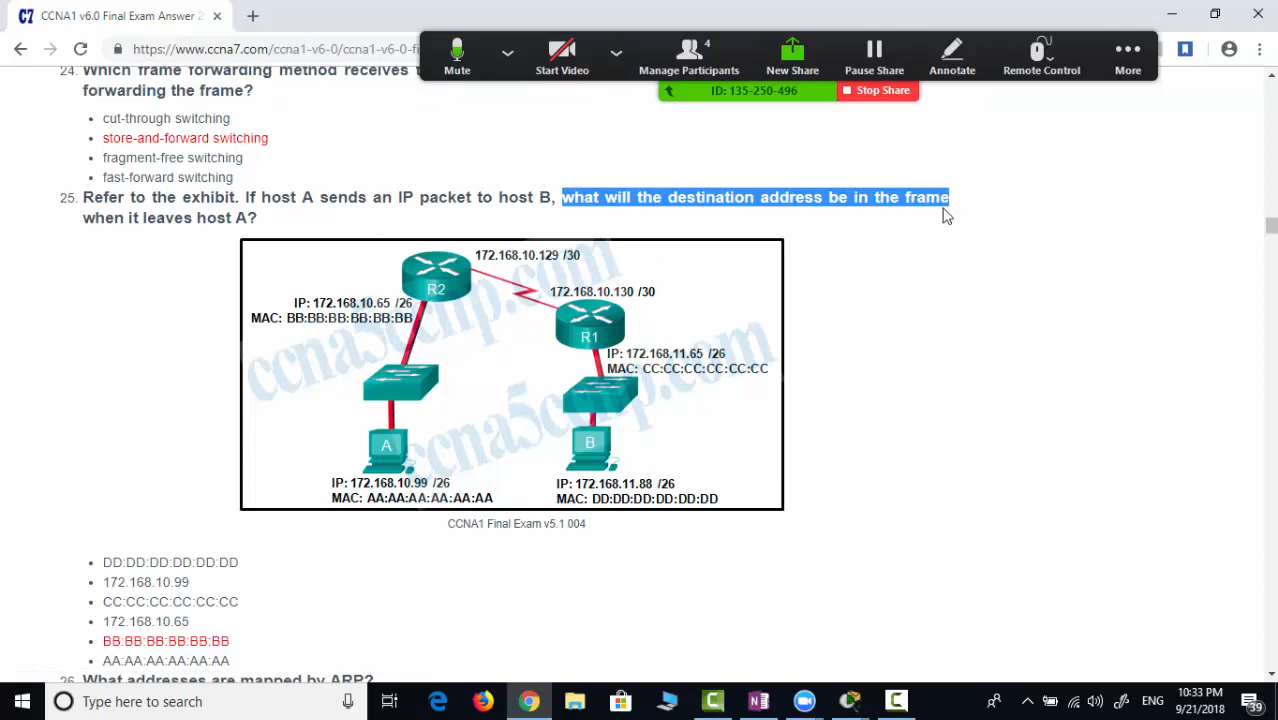 C7 CCNA1 v6.0 Final Exam Answer 2
https://www.ccna7.com/ccna1-v6-0/ccna1-v6-0-fi
Mute
Start Video
4
Manage Participants
New Share
Pause Share
Annotate
Remote Control
More
ID: 135-250-496
Stop Share
24. Which frame forwarding method receives t
forwarding the frame?
• cut-through switching
• store-and-forward switching
• fragment-free switching
• fast-forward switching
25. Refer to the exhibit. If host A sends an IP packet to host B, what will the destination address be in the frame
when it leaves host A?
172.168.10.129 /30
R2
172.168.10.130 /30
IP: 172.168.10.65 /26
MAC: BB:BB:BB:BB:BB:BB
R1
IP: 172.168.11.65 /26
MAC: CC:CC:CC:CC:CC:CC
ccna5ccnp.com
ccna5ccnp.com
A
B
IP: 172.168.10.99 /26
MAC: AA:AA:AA:AA:AA:AA
IP: 172.168.11.88 /26
MAC: DD:DD:DD:DD:DD:DD
CCNA1 Final Exam v5.1 004
• DD:DD:DD:DD:DD:DD
• 172.168.10.99
• CC:CC:CC:CC:CC:CC
• 172.168.10.65
• BB:BB:BB:BB:BB:BB
• AA:AA:AA:AA:AA:AA
26. What addresses are mapped by ARP?
Type here to search
ENG
10:33 PM
9/21/2018
39